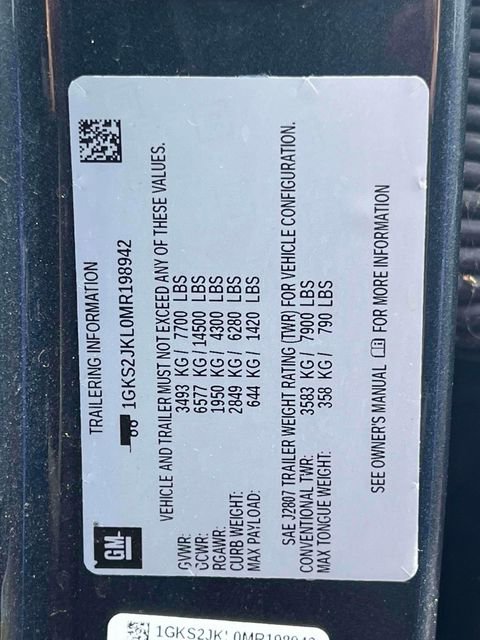 TRAILERING INFORMATION
1GKS2JKL0MR198942
VEHICLE AND TRAILER MUST NOT EXCEED ANY OF THESE VALUES.
GVWR: 3493 KG / 7700 LBS
GCWR: 6577 KG / 14500 LBS
RGAWR: 1950 KG / 4300 LBS
CURB WEIGHT: 2849 KG / 6280 LBS
MAX PAYLOAD: 644 KG / 1420 LBS
SAE J2807 TRAILER WEIGHT RATING (TWR) FOR VEHICLE CONFIGURATION.
CONVENTIONAL TWR: 3583 KG / 7900 LBS
MAX TONGUE WEIGHT: 358 KG / 790 LBS
SEE OWNER'S MANUAL FOR MORE INFORMATION
GM
1GKS2JKL0MR198942